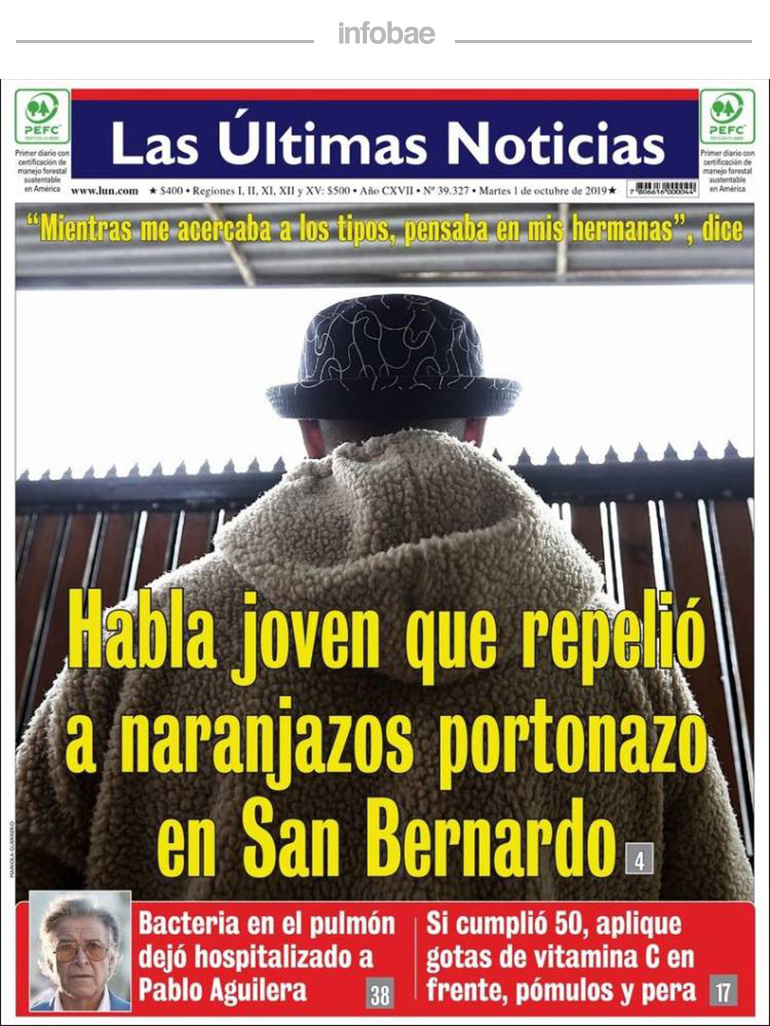 infobae
PEFC
Las Últimas Noticias
PEFC
Primer diario con
certificación de
manejo forestal
sustentable
en América
www.lun.com ★ $400 • Regiones I, II, XI, XII y XV: $500 • Año CXVII • Nº 39.327 • Martes 1 de octubre de 2019 ★
7 806616 000044
Primer diario con
certificación de
manejo forestal
sustentable
en América
“Mientras me acercaba a los tipos, pensaba en mis hermanas”, dice
Habla joven que repelió
a naranjazos portonazo
en San Bernardo 4
Bacteria en el pulmón
dejó hospitalizado a
Pablo Aguilera 38
Si cumplió 50, aplique
gotas de vitamina C en
frente, pómulos y pera 17